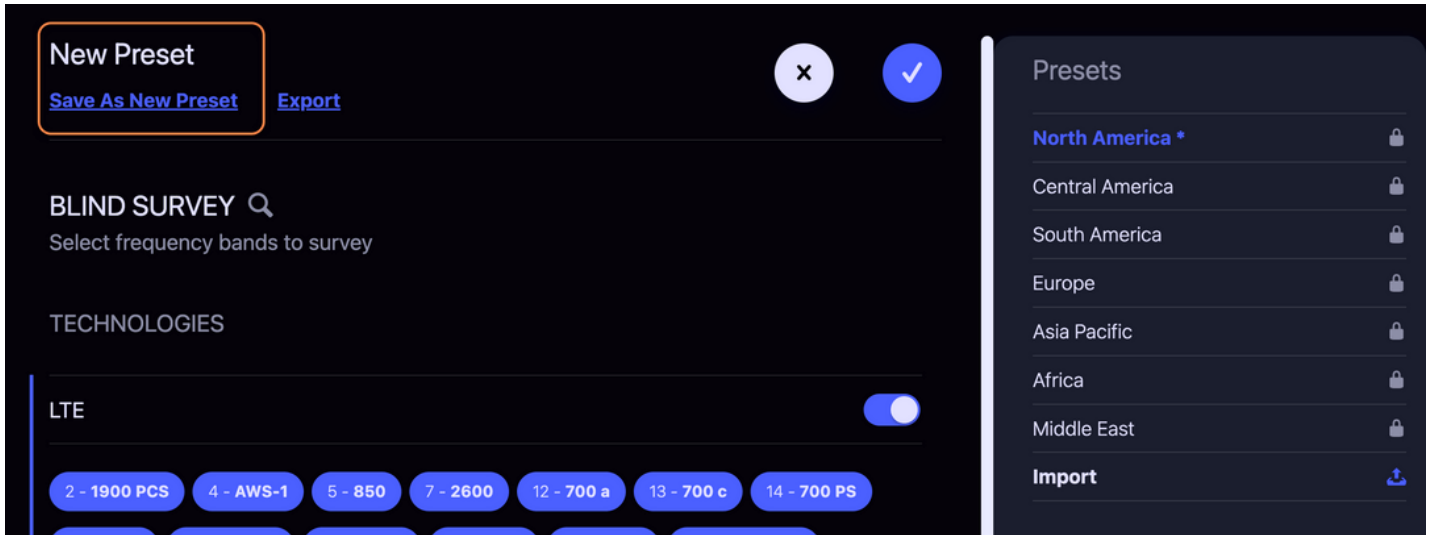 New Preset
Save As New Preset Export
BLIND SURVEY
Select frequency bands to survey
TECHNOLOGIES
LTE
2 - 1900 PCS 4 - AWS-1 5 - 850 7 - 2600 12 - 700 a 13 - 700 c 14 - 700 PS
Presets
North America *
Central America
South America
Europe
Asia Pacific
Africa
Middle East
Import